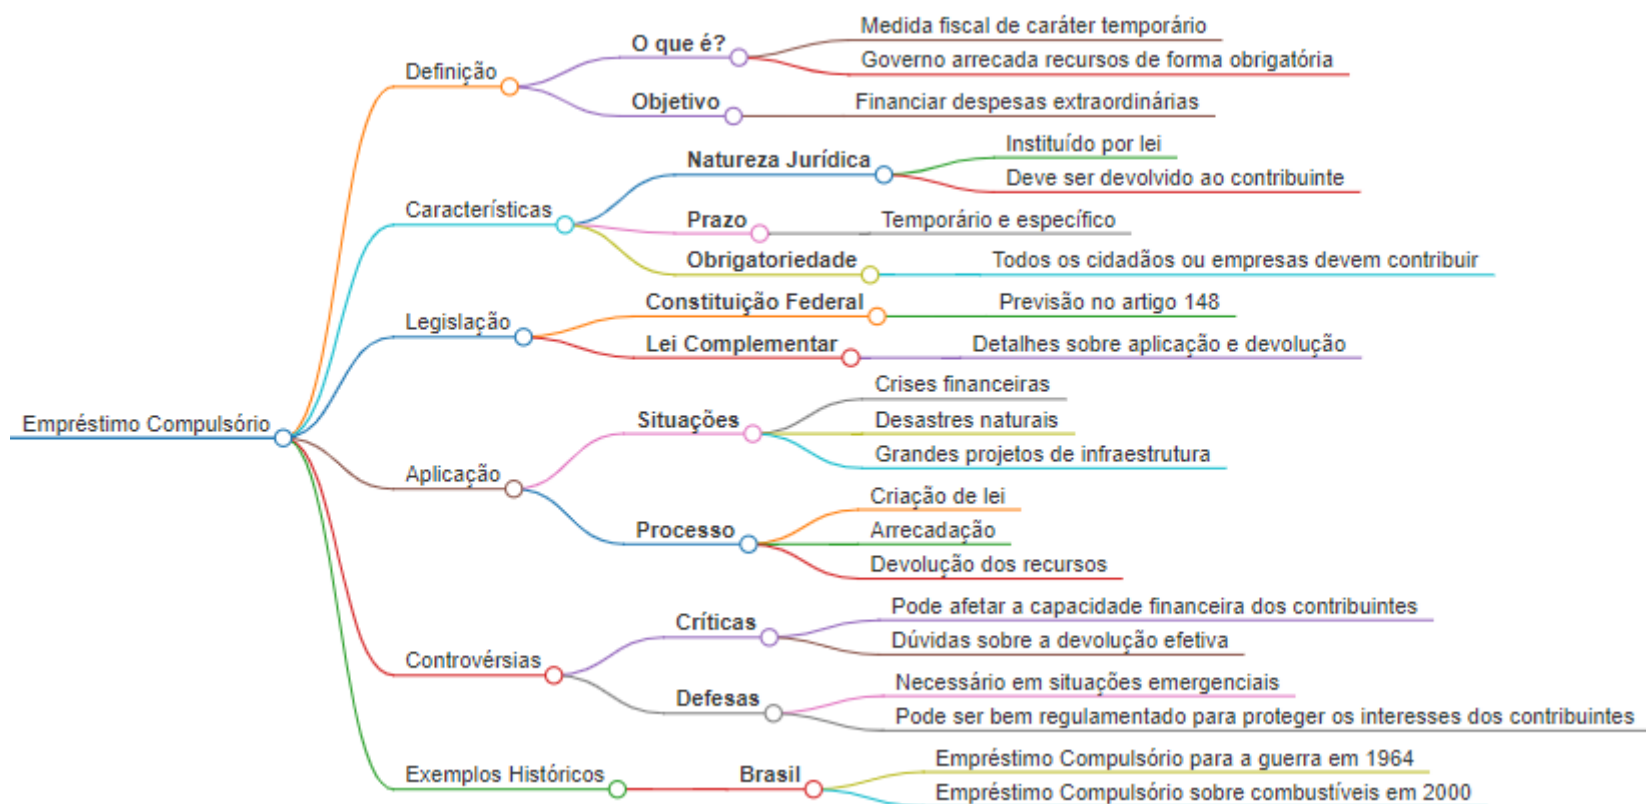 Empréstimo Compulsório
Definição
O que é?
Medida fiscal de caráter temporário
Governo arrecada recursos de forma obrigatória
Objetivo
Financiar despesas extraordinárias
Características
Natureza Jurídica
Instituído por lei
Deve ser devolvido ao contribuinte
Prazo
Temporário e específico
Obrigatoriedade
Todos os cidadãos ou empresas devem contribuir
Legislação
Constituição Federal
Previsão no artigo 148
Lei Complementar
Detalhes sobre aplicação e devolução
Aplicação
Situações
Crises financeiras
Desastres naturais
Grandes projetos de infraestrutura
Processo
Criação de lei
Arrecadação
Devolução dos recursos
Controvérsias
Críticas
Pode afetar a capacidade financeira dos contribuintes
Dúvidas sobre a devolução efetiva
Defesas
Necessário em situações emergenciais
Pode ser bem regulamentado para proteger os interesses dos contribuintes
Exemplos Históricos
Brasil
Empréstimo Compulsório para a guerra em 1964
Empréstimo Compulsório sobre combustíveis em 2000